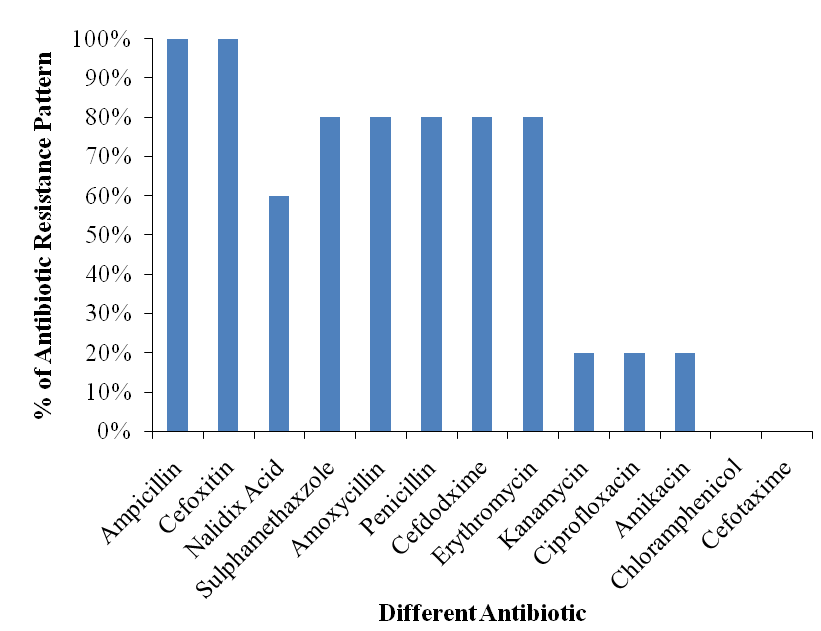 % of Antibiotic Resistance Pattern
100%
90%
80%
70%
60%
50%
40%
30%
20%
10%
0%
Ampicillin
Cefoxitin
Nalidix Acid
Sulphamethaxzole
Amoxycillin
Penicillin
Cefdodxime
Erythromycin
Kanamycin
Ciprofloxacin
Amikacin
Chloramphenicol
Cefotaxime
Different Antibiotic